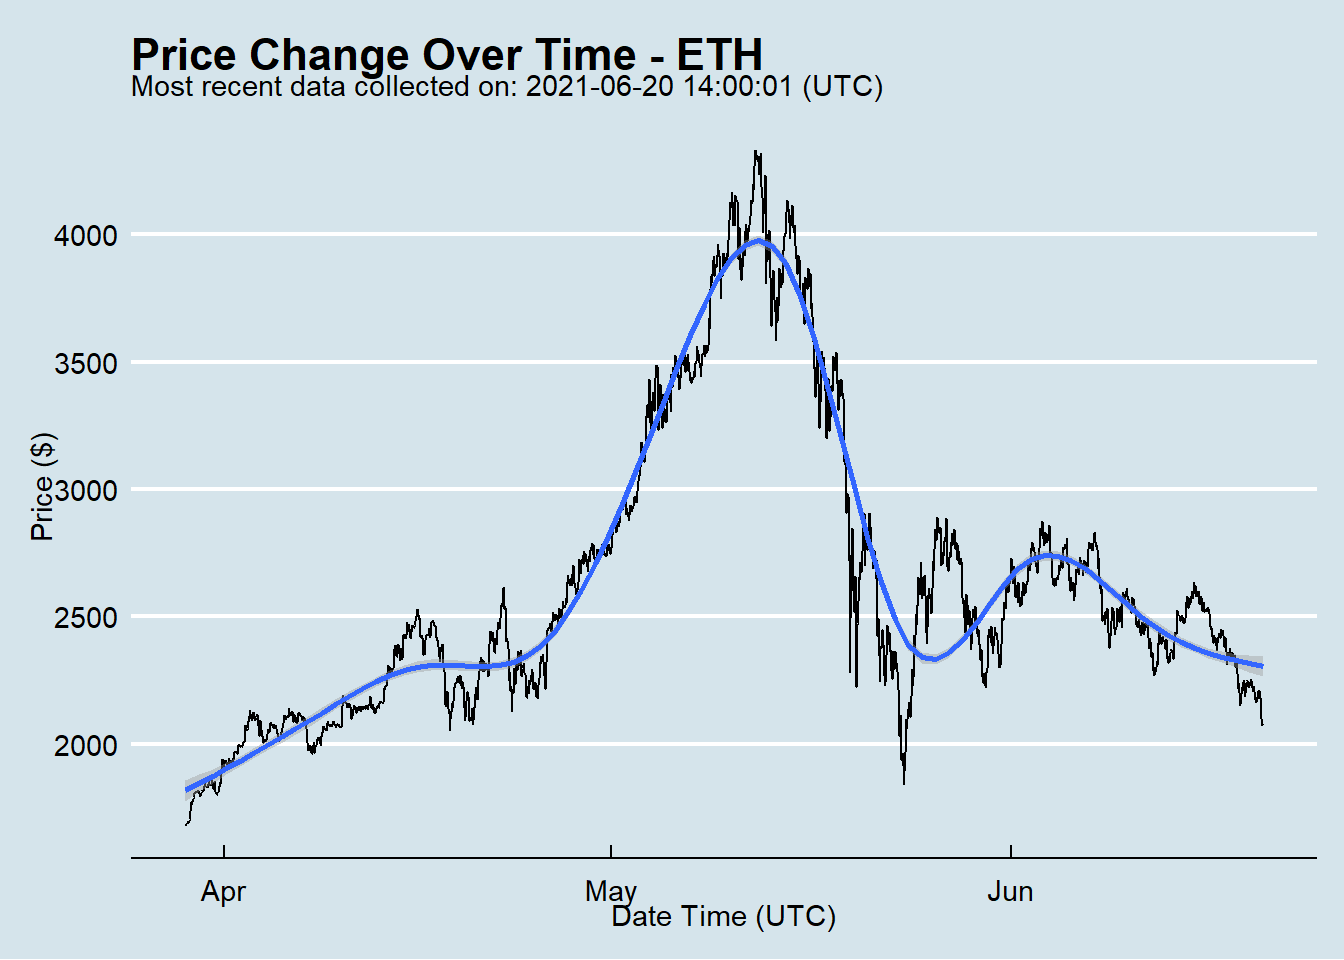 Price Change Over Time - ETH
Most recent data collected on: 2021-06-20 14:00:01 (UTC)
Price ($)
4000
3500
3000
2500
2000
Apr May Jun
Date Time (UTC)